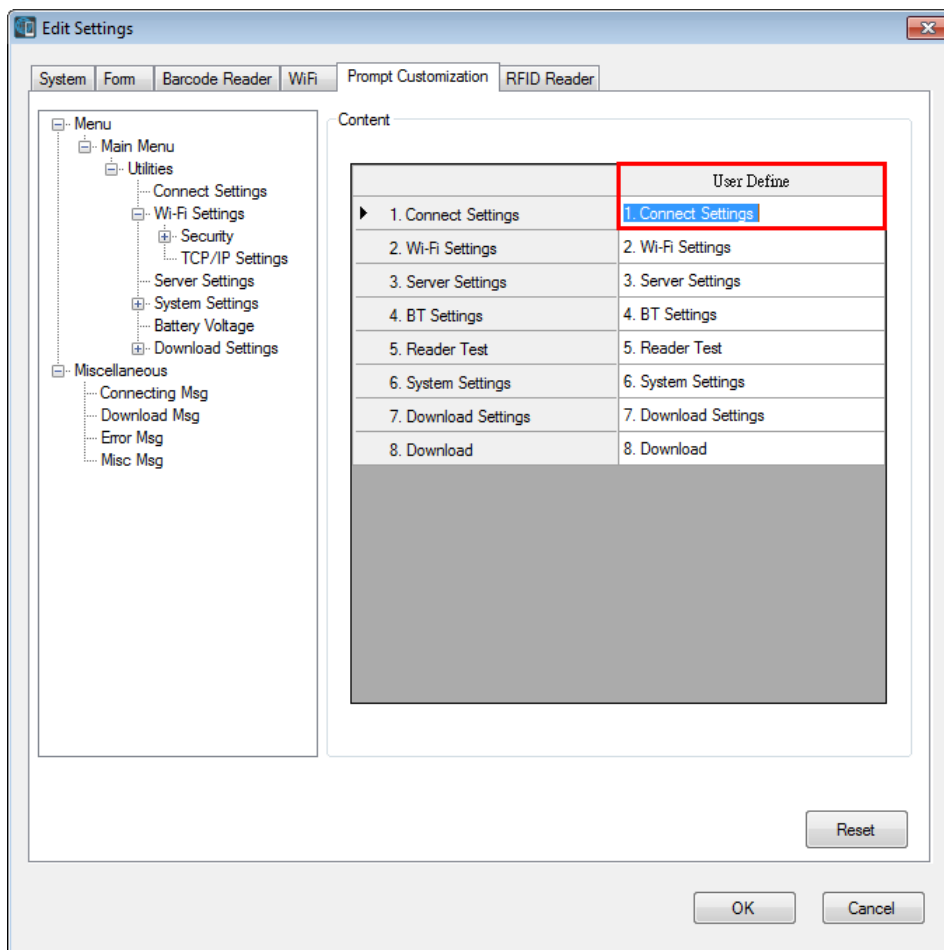 Edit Settings
System Form Barcode Reader WiFi Prompt Customization RFID Reader
Menu
Main Menu
Utilities
Connect Settings
Wi-Fi Settings
Security
TCP/IP Settings
Server Settings
System Settings
Battery Voltage
Download Settings
Miscellaneous
Connecting Msg
Download Msg
Error Msg
Misc Msg
Content
User Define
1. Connect Settings 1. Connect Settings
2. Wi-Fi Settings 2. Wi-Fi Settings
3. Server Settings 3. Server Settings
4. BT Settings 4. BT Settings
5. Reader Test 5. Reader Test
6. System Settings 6. System Settings
7. Download Settings 7. Download Settings
8. Download 8. Download
Reset
OK Cancel